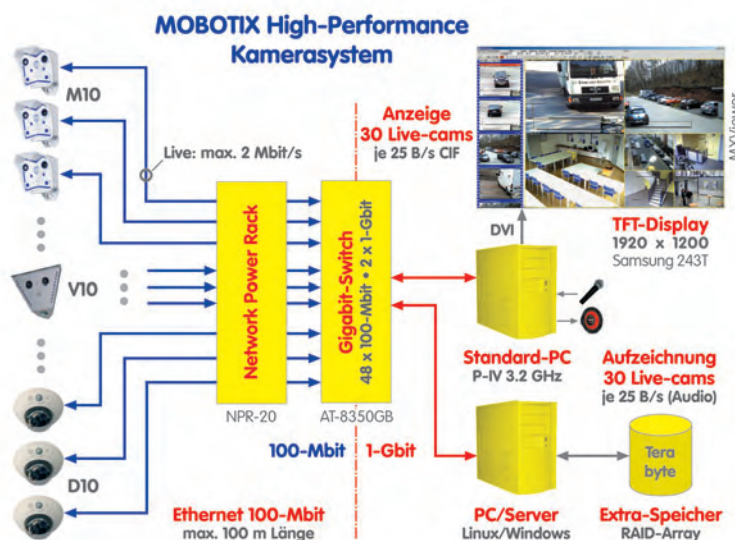 MOBOTIX High-Performance
Kamerasystem
M10
Live: max. 2 Mbit/s
Anzeige
30 Live-cams
je 25 B/s CIF
MXViewer
TFT-Display
1920 x 1200
Samsung 243T
DVI
V10
Network Power Rack
Gigabit-Switch
48 x 100-Mbit • 2 x 1-Gbit
NPR-20
AT-8350GB
Standard-PC
P-IV 3.2 GHz
Aufzeichnung
30 Live-cams
je 25 B/s (Audio)
100-Mbit
1-Gbit
D10
Tera
byte
Ethernet 100-Mbit
max. 100 m Länge
PC/Server
Linux/Windows
Extra-Speicher
RAID-Array